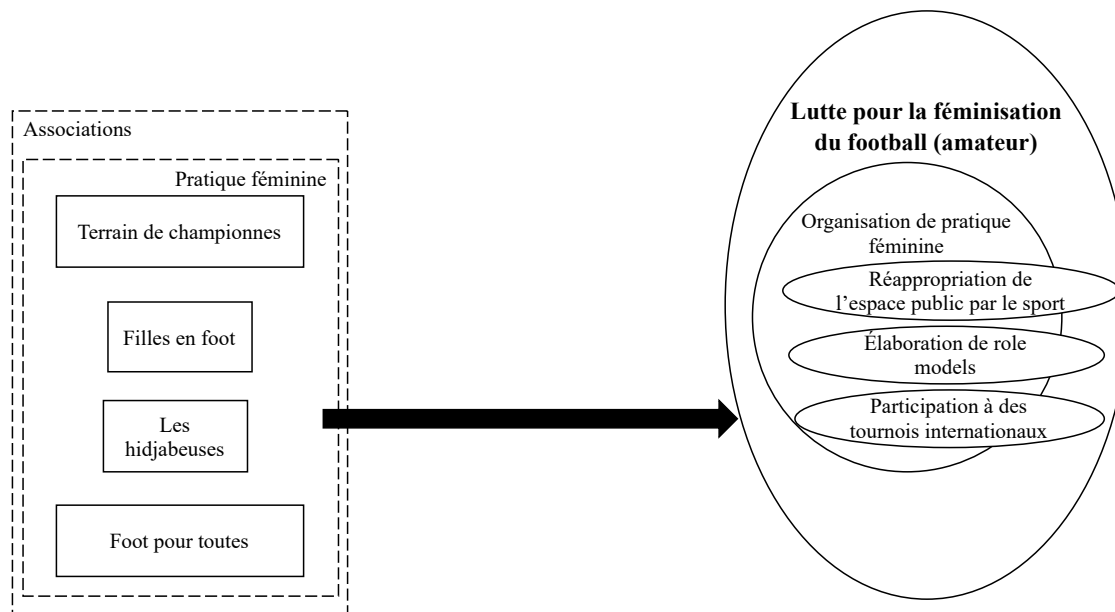 Associations
Pratique féminine
Terrain de championnes
Filles en foot
Les
hidjabeuses
Foot pour toutes
Lutte pour la féminisation
du football (amateur)
Organisation de pratique
féminine
Réappropriation de
l’espace public par le sport
Élaboration de role
models
Participation à des
tournois internationaux